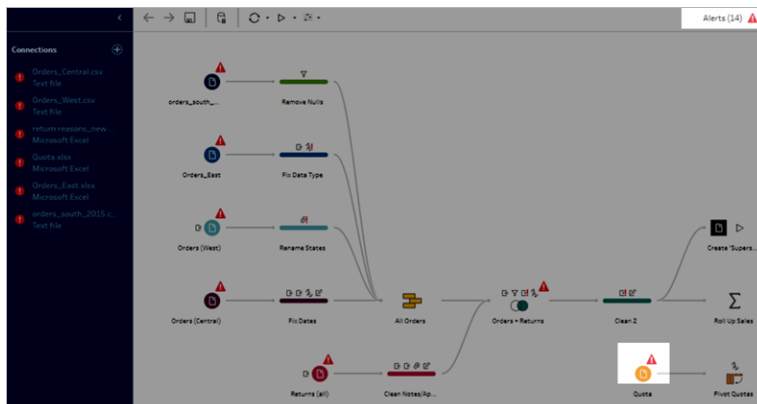 Alerts (14)
Connections
Orders_Central.csv
Text file
Orders_West.csv
Text file
return reasons_new ...
Microsoft Excel
Quota.xlsx
Microsoft Excel
Orders_East.xlsx
Microsoft Excel
orders_south_2015.c...
Text file
orders_south_...
Remove Nulls
Orders_East
Fix Data Type
Orders (West)
Rename States
Create 'Supers...
Orders (Central)
Fix Dates
All Orders
Orders + Returns
Clean 2
Roll Up Sales
Returns (all)
Clean Notes/Ap...
Quota
Pivot Quotas